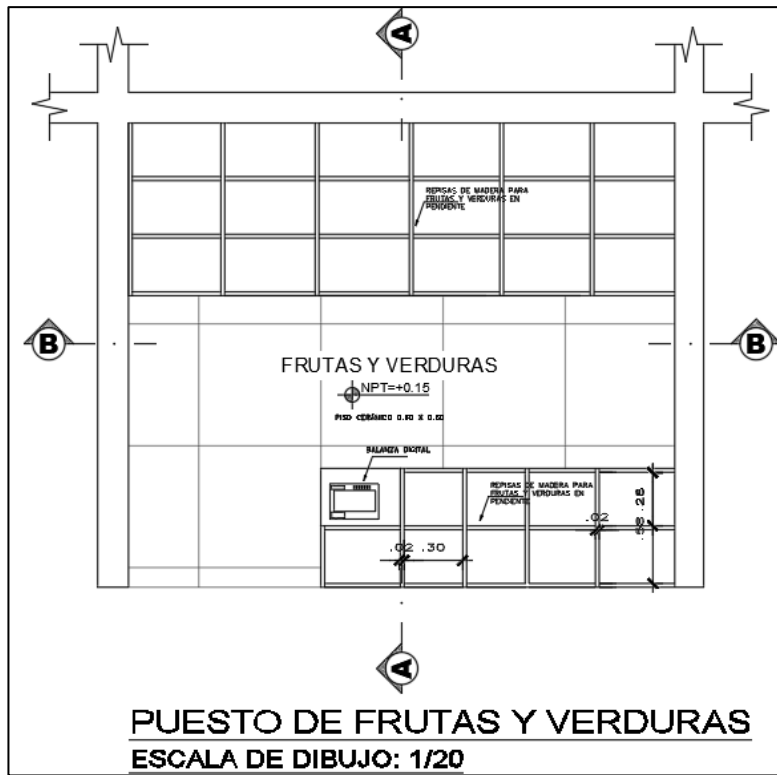 A
REPISAS DE MADERA PARA
FRUTAS Y VERDURAS EN
PENDIENTE
B
B
FRUTAS Y VERDURAS
NPT=+0.15
PISO CERÁMICO 0.60 X 0.60
BALANZA DIGITAL
REPISAS DE MADERA PARA
FRUTAS Y VERDURAS EN
PENDIENTE
.28
.02
.02 .30
A
PUESTO DE FRUTAS Y VERDURAS
ESCALA DE DIBUJO: 1/20